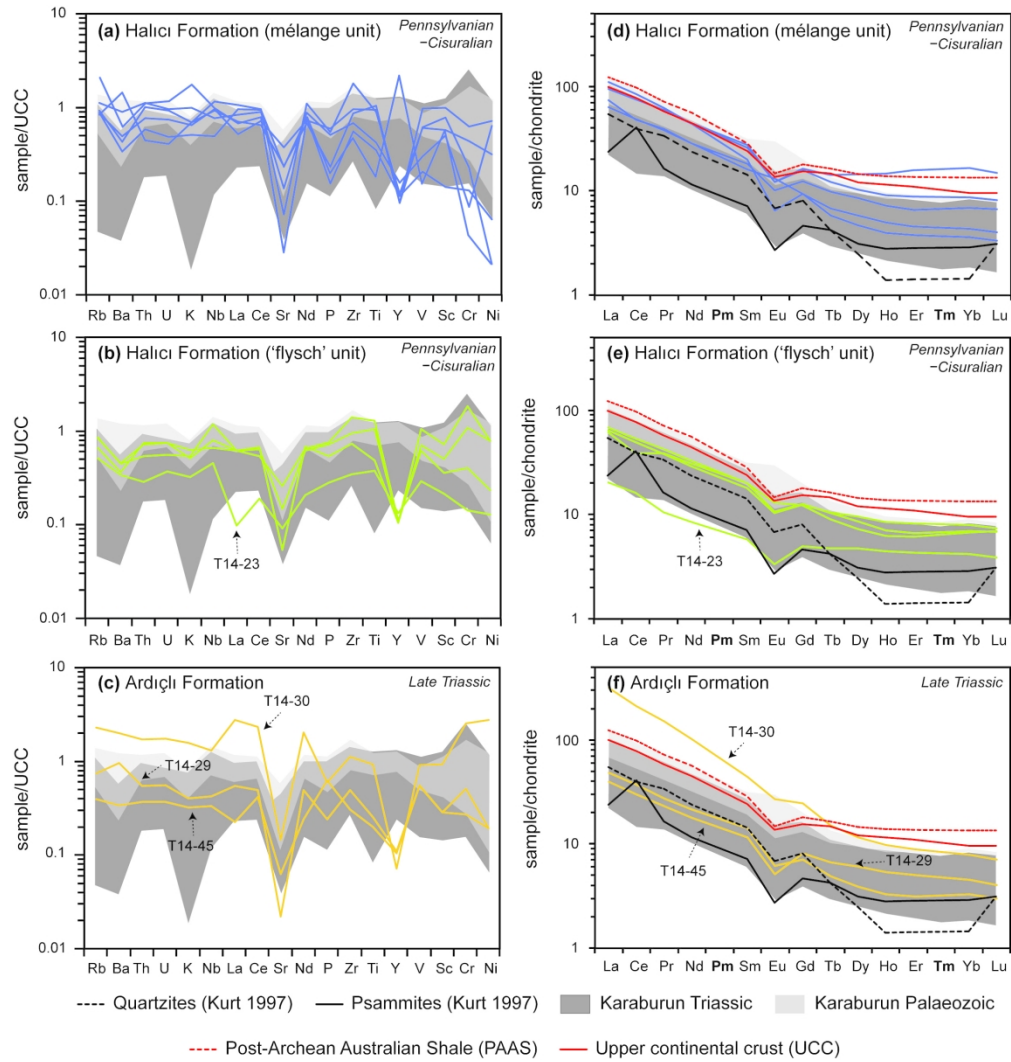 (a) Halıcı Formation (mélange unit)
Pennsylvanian
–Cisuralian
10
1
0.1
0.01
sample/UCC
Rb Ba Th U K Nb La Ce Sr Nd P Zr Ti Y V Sc Cr Ni
(d) Halıcı Formation (mélange unit)
Pennsylvanian
–Cisuralian
100
10
1
sample/chondrite
La Ce Pr Nd Pm Sm Eu Gd Tb Dy Ho Er Tm Yb Lu
(b) Halıcı Formation (‘flysch’ unit)
Pennsylvanian
–Cisuralian
10
1
0.1
0.01
sample/UCC
T14-23
Rb Ba Th U K Nb La Ce Sr Nd P Zr Ti Y V Sc Cr Ni
(e) Halıcı Formation (‘flysch’ unit)
Pennsylvanian
–Cisuralian
100
10
1
sample/chondrite
T14-23
La Ce Pr Nd Pm Sm Eu Gd Tb Dy Ho Er Tm Yb Lu
(c) Ardıçlı Formation
Late Triassic
10
1
0.1
0.01
sample/UCC
T14-30
T14-29
T14-45
Rb Ba Th U K Nb La Ce Sr Nd P Zr Ti Y V Sc Cr Ni
(f) Ardıçlı Formation
Late Triassic
100
10
1
sample/chondrite
T14-30
T14-29
T14-45
La Ce Pr Nd Pm Sm Eu Gd Tb Dy Ho Er Tm Yb Lu
Quartzites (Kurt 1997) Psammites (Kurt 1997) Karaburun Triassic Karaburun Palaeozoic
Post-Archean Australian Shale (PAAS) Upper continental crust (UCC)